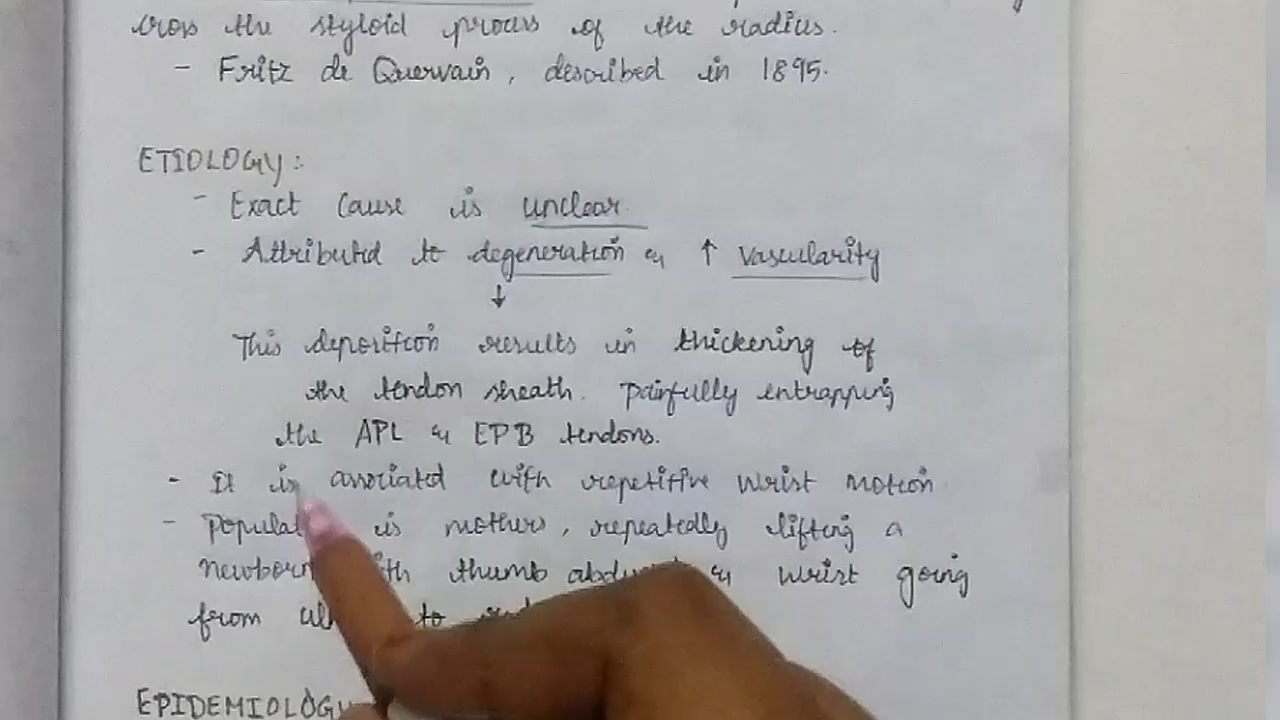 cross the styloid process of the radius.
- Fritz de Quervain, described in 1895.
ETIOLOGY:
- Exact cause is unclear.
- Attributed to degeneration & ↑ vascularity
↓
This deposition results in thickening of
the tendon sheath. Painfully entrapping
the APL & EPB tendons.
- It is associated with repetitive wrist motion
- is mothers, repeatedly lifting a
thumb & wrist going
from to
EPIDEMIOLOGY